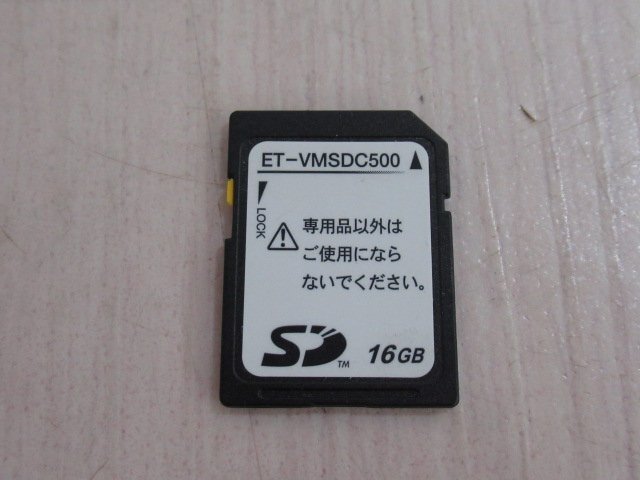 ET-VMSDC500
LOCK
専用品以外は
ご使用になら
ないでください。
SD TM 16GB